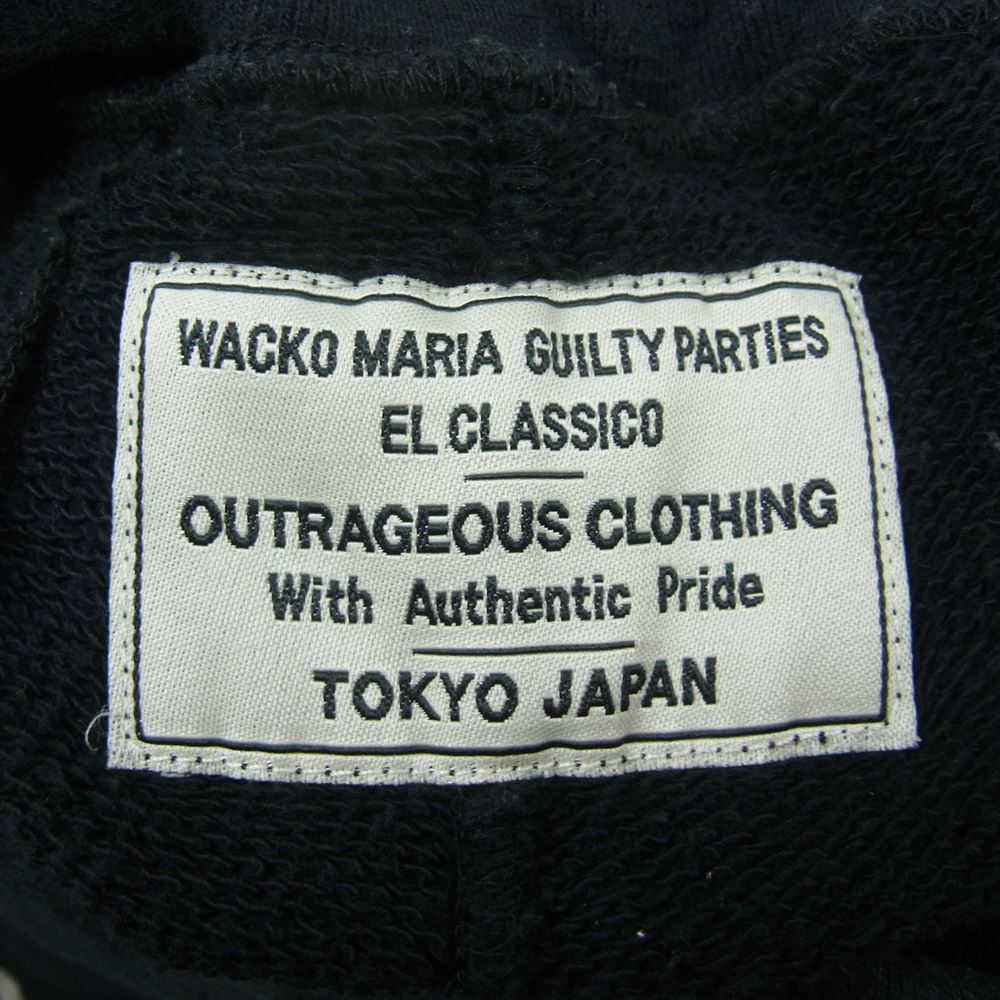 WACKO MARIA GUILTY PARTIES
EL CLASSICO
OUTRAGEOUS CLOTHING
With Authentic Pride
TOKYO JAPAN